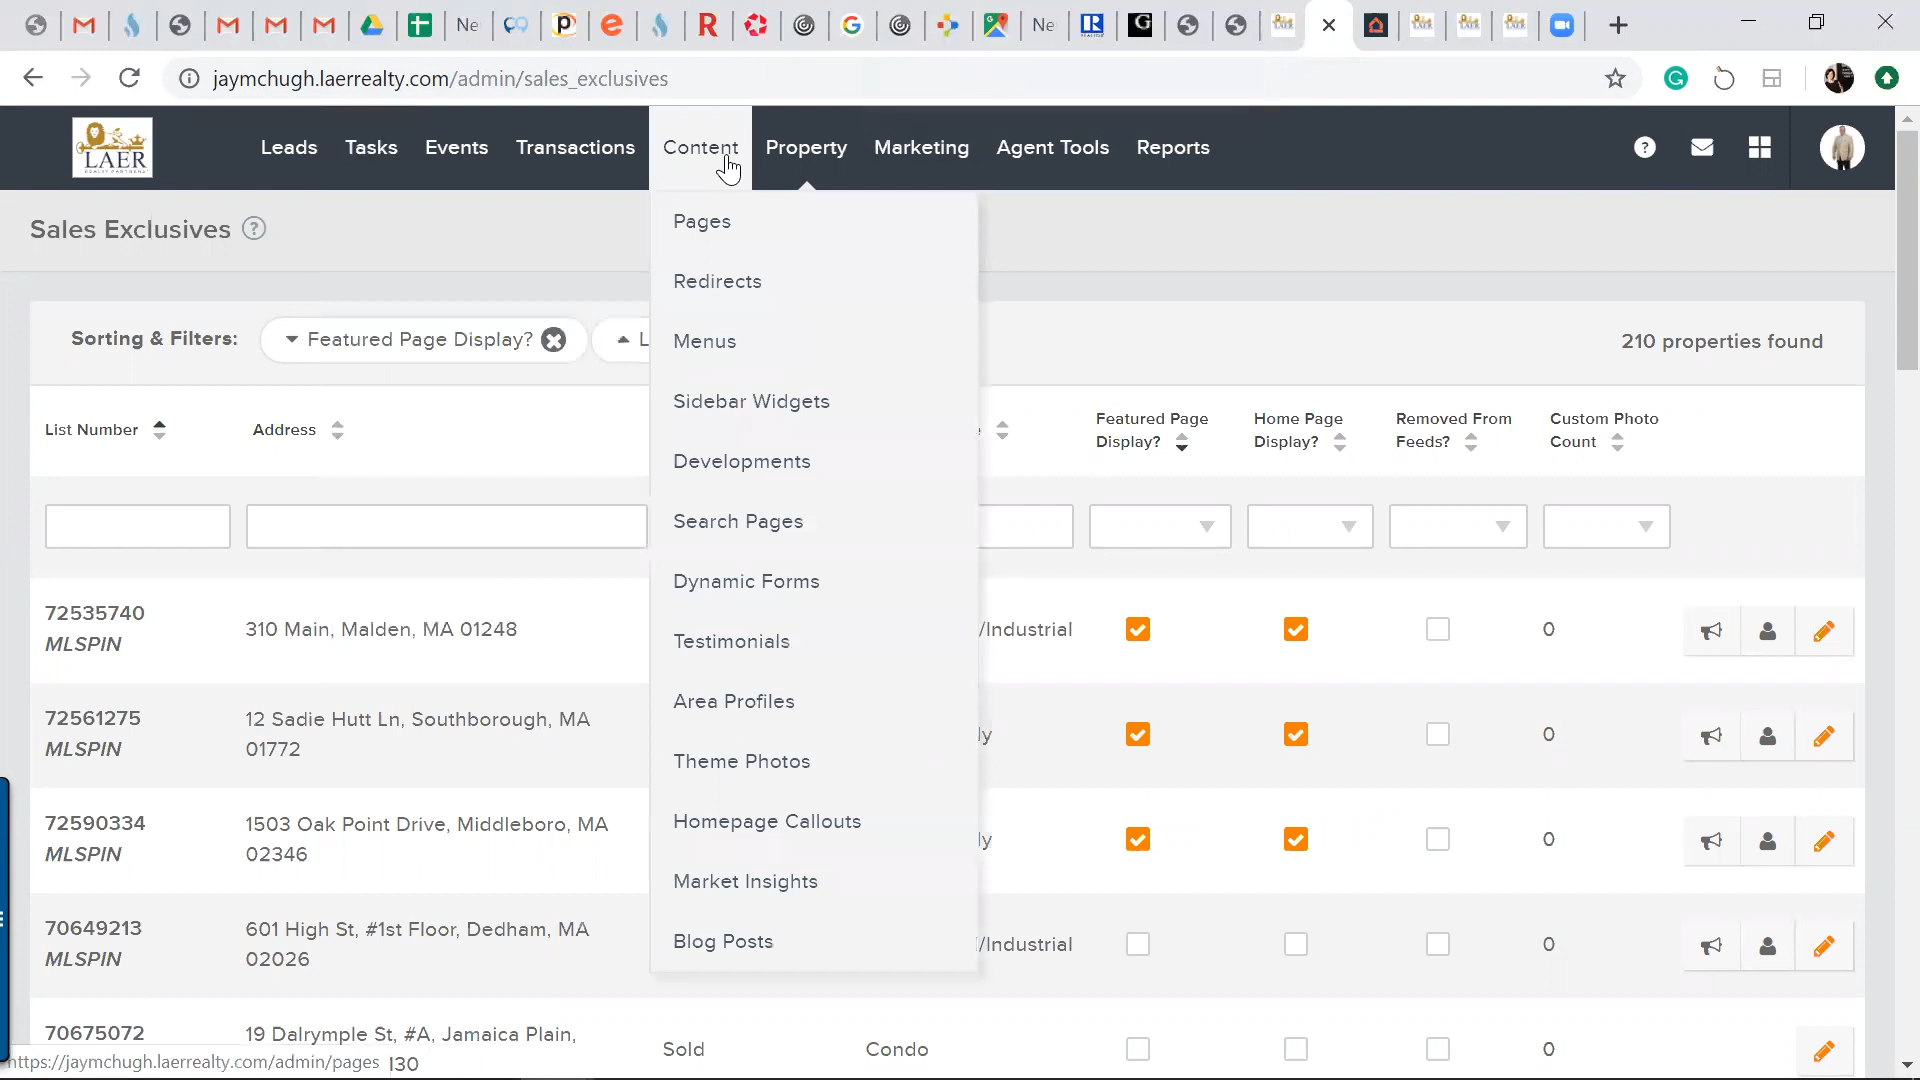 Ne
Ne
jaymchugh.laerrealty.com/admin/sales_exclusives
LAER
REALTY PARTNERS
Leads Tasks Events Transactions Content Property Marketing Agent Tools Reports
Sales Exclusives
Pages
Redirects
Menus
Sidebar Widgets
Developments
Search Pages
Dynamic Forms
Testimonials
Area Profiles
Theme Photos
Homepage Callouts
Market Insights
Blog Posts
Sorting & Filters: Featured Page Display? L
210 properties found
List Number Address
Featured Page Display?
Home Page Display?
Removed From Feeds?
Custom Photo Count
72535740
MLSPIN
310 Main, Malden, MA 01248
/Industrial
0
72561275
MLSPIN
12 Sadie Hutt Ln, Southborough, MA
01772
ly
0
72590334
MLSPIN
1503 Oak Point Drive, Middleboro, MA
02346
ly
0
70649213
MLSPIN
601 High St, #1st Floor, Dedham, MA
02026
/Industrial
0
70675072
19 Dalrymple St, #A, Jamaica Plain,
130
Sold
Condo
0
https://jaymchugh.laerrealty.com/admin/pages